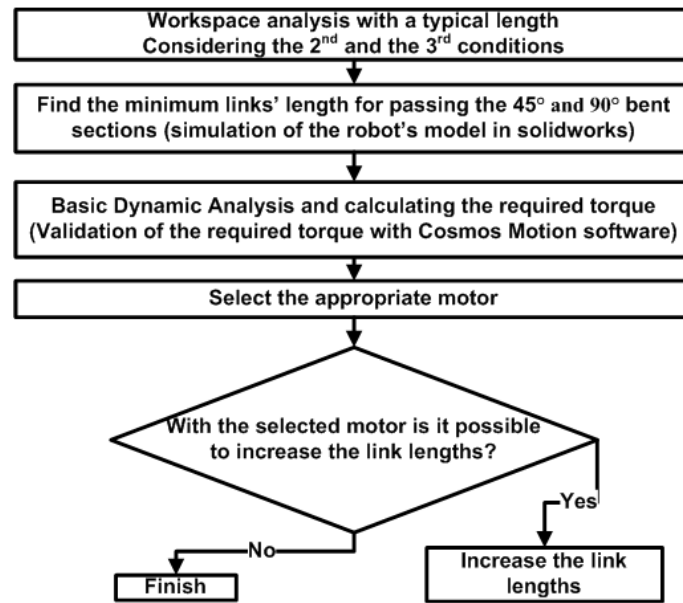 Workspace analysis with a typical length
Considering the 2nd and the 3rd conditions
Find the minimum links' length for passing the 45° and 90° bent
sections (simulation of the robot's model in solidworks)
Basic Dynamic Analysis and calculating the required torque
(Validation of the required torque with Cosmos Motion software)
Select the appropriate motor
With the selected motor is it possible
to increase the link lengths?
Yes
No
Increase the link
lengths
Finish